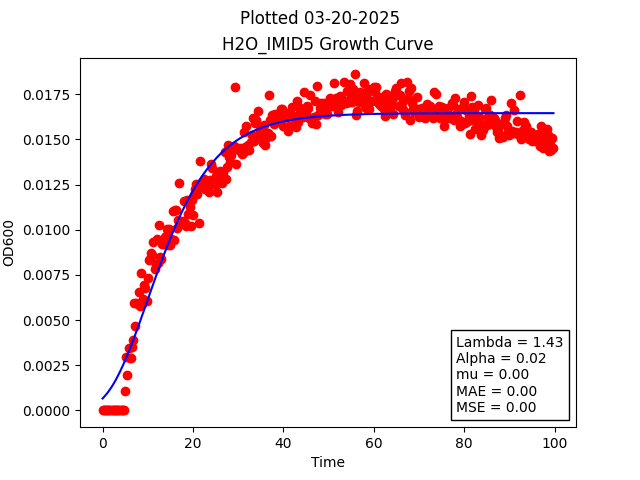 Plotted 03-20-2025
H2O_IMID5 Growth Curve
OD600
0.0175
0.0150
0.0125
0.0100
0.0075
0.0050
0.0025
0.0000
Lambda = 1.43
Alpha = 0.02
mu = 0.00
MAE = 0.00
MSE = 0.00
0 20 40 60 80 100
Time